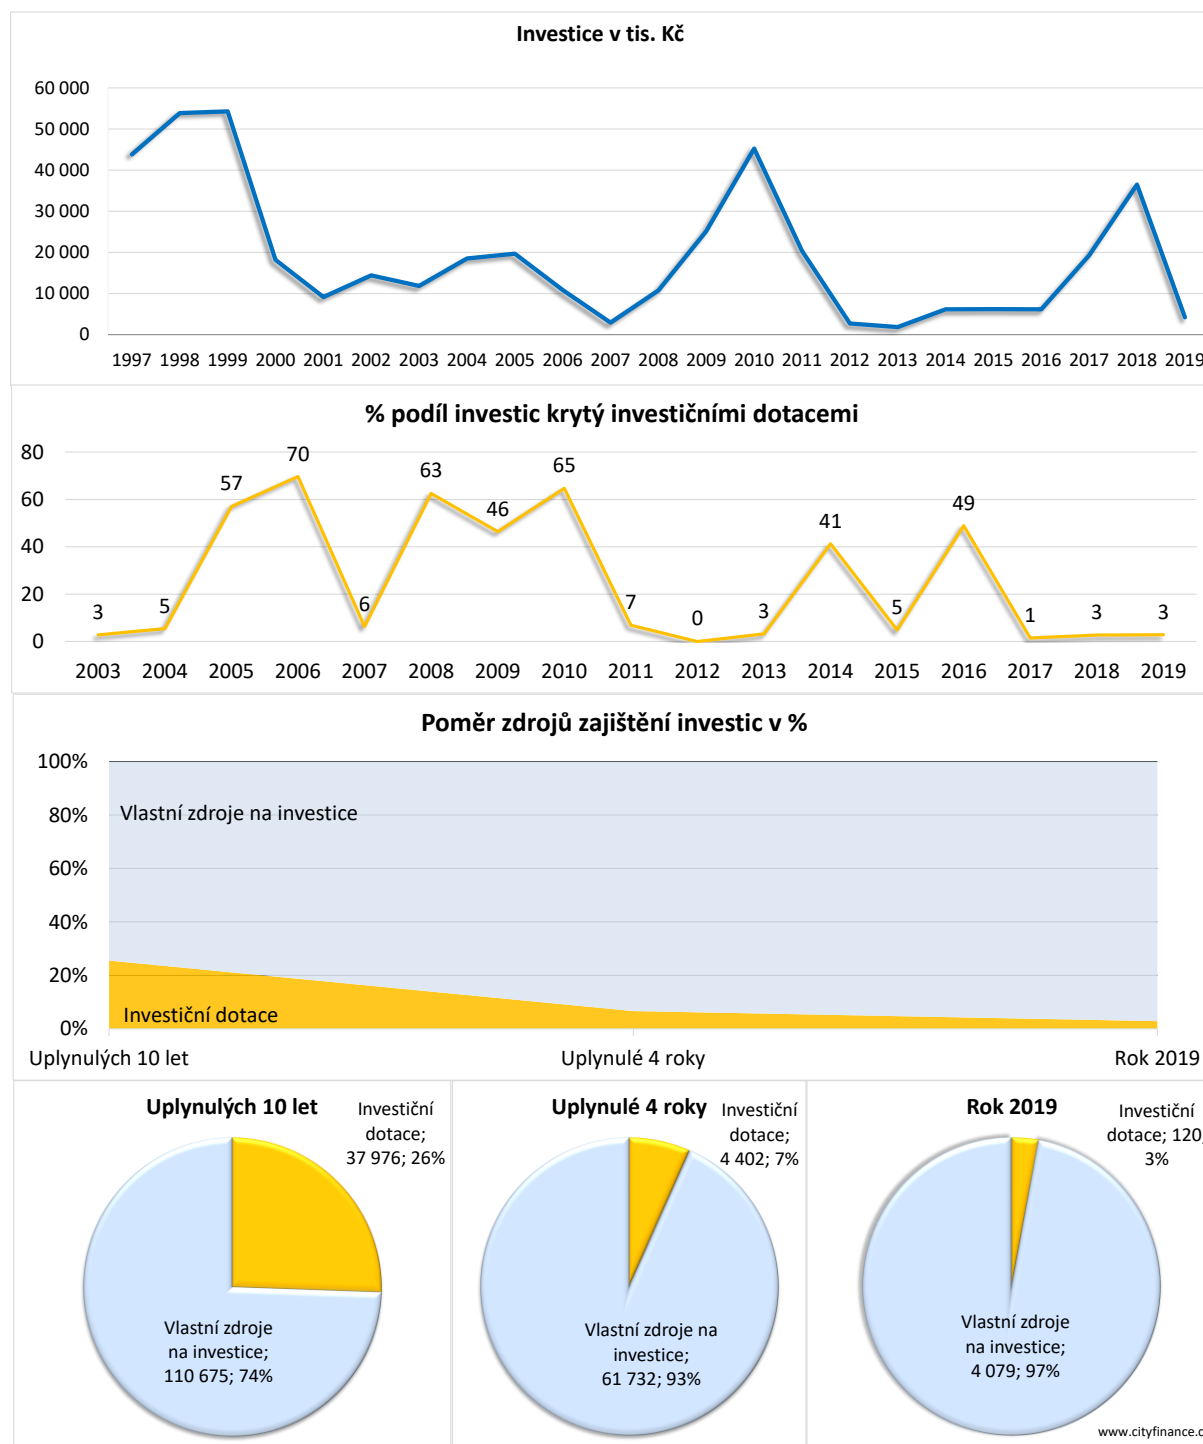 Investice v tis. Kč
60 000
50 000
40 000
30 000
20 000
10 000
0
1997 1998 1999 2000 2001 2002 2003 2004 2005 2006 2007 2008 2009 2010 2011 2012 2013 2014 2015 2016 2017 2018 2019
% podíl investic krytý investičními dotacemi
80
60
40
20
0
3 5 57 70 6 63 46 65 7 0 3 41 5 49 1 3 3
2003 2004 2005 2006 2007 2008 2009 2010 2011 2012 2013 2014 2015 2016 2017 2018 2019
Poměr zdrojů zajištění investic v %
100%
80%
60%
40%
20%
0%
Vlastní zdroje na investice
Investiční dotace
Uplynulých 10 let Uplynulé 4 roky Rok 2019
Uplynulých 10 let
Investiční
dotace;
37 976; 26%
Vlastní zdroje
na investice;
110 675; 74%
Uplynulé 4 roky
Investiční
dotace;
4 402; 7%
Vlastní zdroje na
investice;
61 732; 93%
Rok 2019
Investiční
dotace; 120
3%
Vlastní zdroje
na investice;
4 079; 97%
www.cityfinance.c